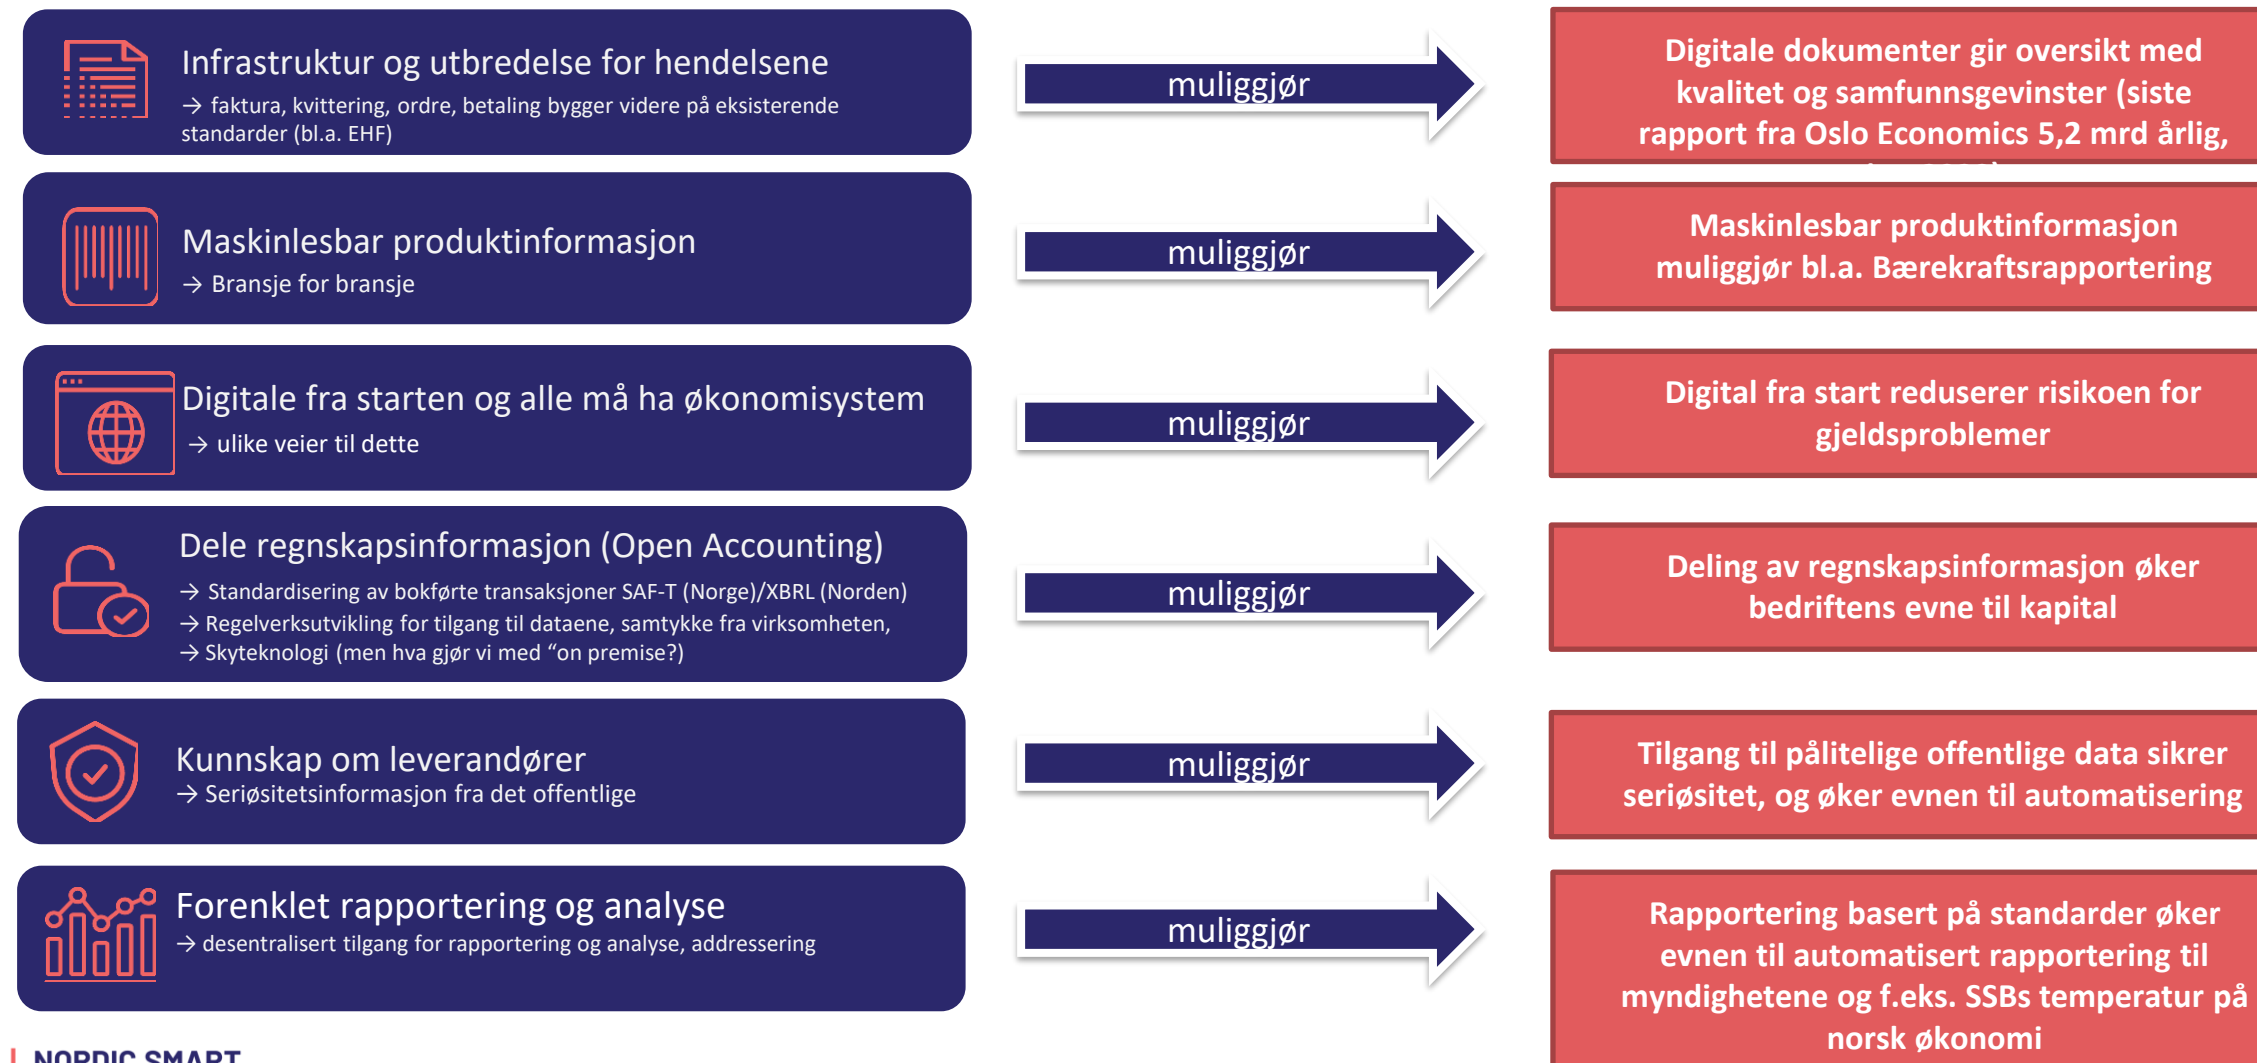 Infrastruktur og utbredelse for hendelsene
→ faktura, kvittering, ordre, betaling bygger videre på eksisterende
standarder (bl.a. EHF)
muliggjør
Digitale dokumenter gir oversikt med
kvalitet og samfunnsgevinster (siste
rapport fra Oslo Economics 5,2 mrd årlig,
Maskinlesbar produktinformasjon
→ Bransje for bransje
muliggjør
Maskinlesbar produktinformasjon
muliggjør bl.a. Bærekraftsrapportering
Digitale fra starten og alle må ha økonomisystem
→ ulike veier til dette
muliggjør
Digital fra start reduserer risikoen for
gjeldsproblemer
Dele regnskapsinformasjon (Open Accounting)
→ Standardisering av bokførte transaksjoner SAF-T (Norge)/XBRL (Norden)
→ Regelverksutvikling for tilgang til dataene, samtykke fra virksomheten,
→ Skyteknologi (men hva gjør vi med “on premise?)
muliggjør
Deling av regnskapsinformasjon øker
bedriftens evne til kapital
Kunnskap om leverandører
→ Seriøsitetsinformasjon fra det offentlige
muliggjør
Tilgang til pålitelige offentlige data sikrer
seriøsitet, og øker evnen til automatisering
Forenklet rapportering og analyse
→ desentralisert tilgang for rapportering og analyse, addressering
muliggjør
Rapportering basert på standarder øker
evnen til automatisert rapportering til
myndighetene og f.eks. SSBs temperatur på
norsk økonomi
NORDIC SMART